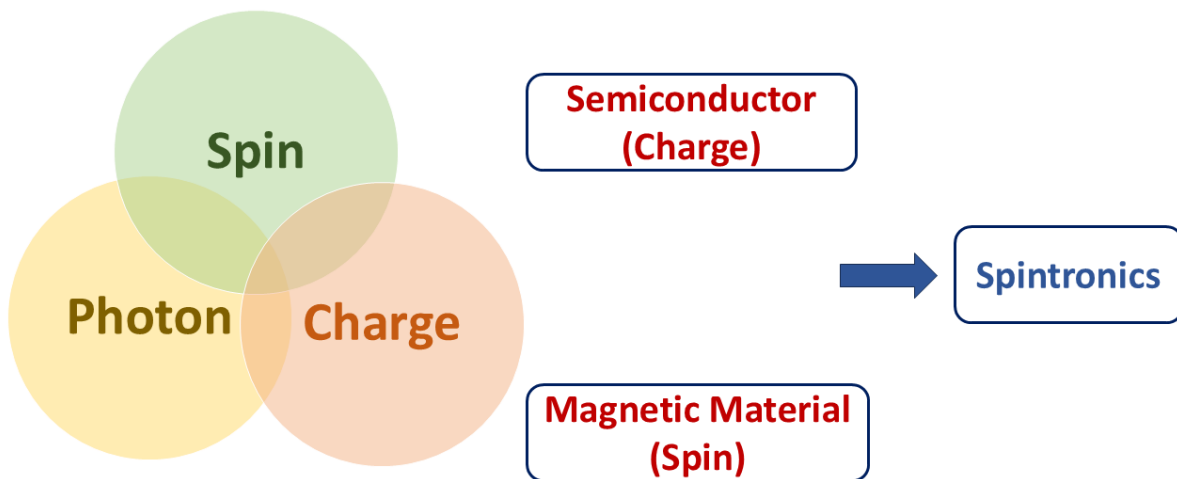 Spin
Photon
Charge
Semiconductor
(Charge)
Spintronics
Magnetic Material
(Spin)